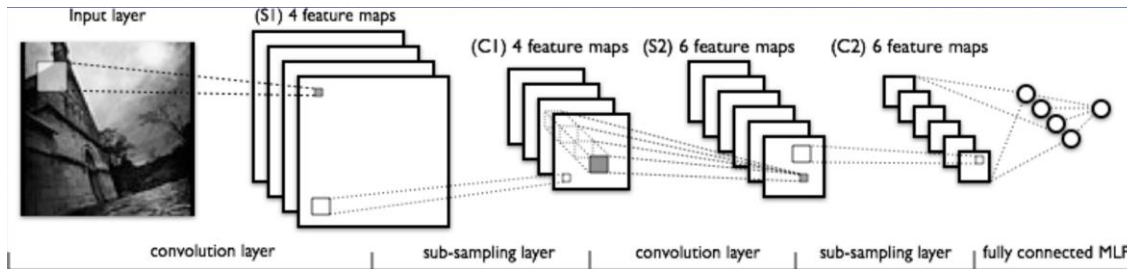 Input layer
(S1) 4 feature maps
(C1) 4 feature maps
(S2) 6 feature maps
(C2) 6 feature maps
convolution layer
sub-sampling layer
convolution layer
sub-sampling layer
fully connected MLP